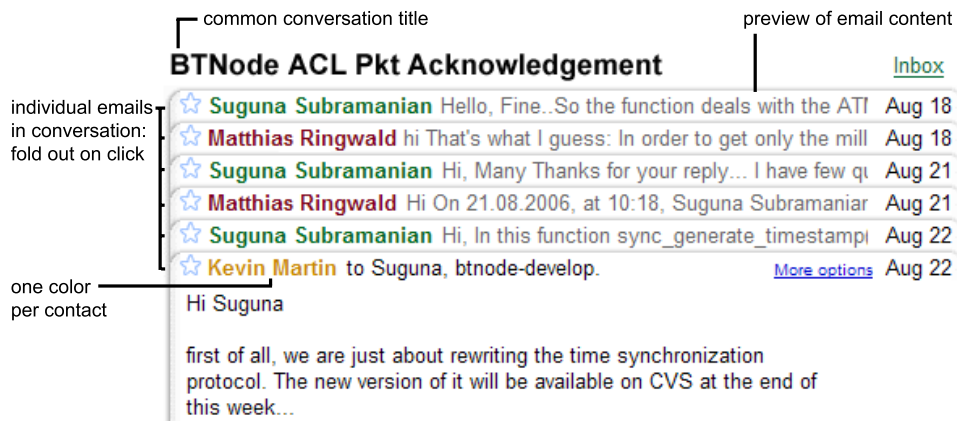 common conversation title
preview of email content
BTNode ACL Pkt Acknowledgement
Inbox
individual emails
in conversation:
fold out on click
Suguna Subramanian Hello, Fine..So the function deals with the Aug 18
Matthias Ringwald hi That's what I guess: In order to get only the mill Aug 18
Suguna Subramanian Hi, Many Thanks for your reply... I have few qu Aug 21
Matthias Ringwald Hi On 21.08.2006, at 10:18, Suguna Subramanian Aug 21
Suguna Subramanian Hi, In this function sync_generate_timestamp( Aug 22
Kevin Martin to Suguna, btnode-develop. More options Aug 22
one color
per contact
Hi Suguna
first of all, we are just about rewriting the time synchronization
protocol. The new version of it will be available on CVS at the end of
this week...